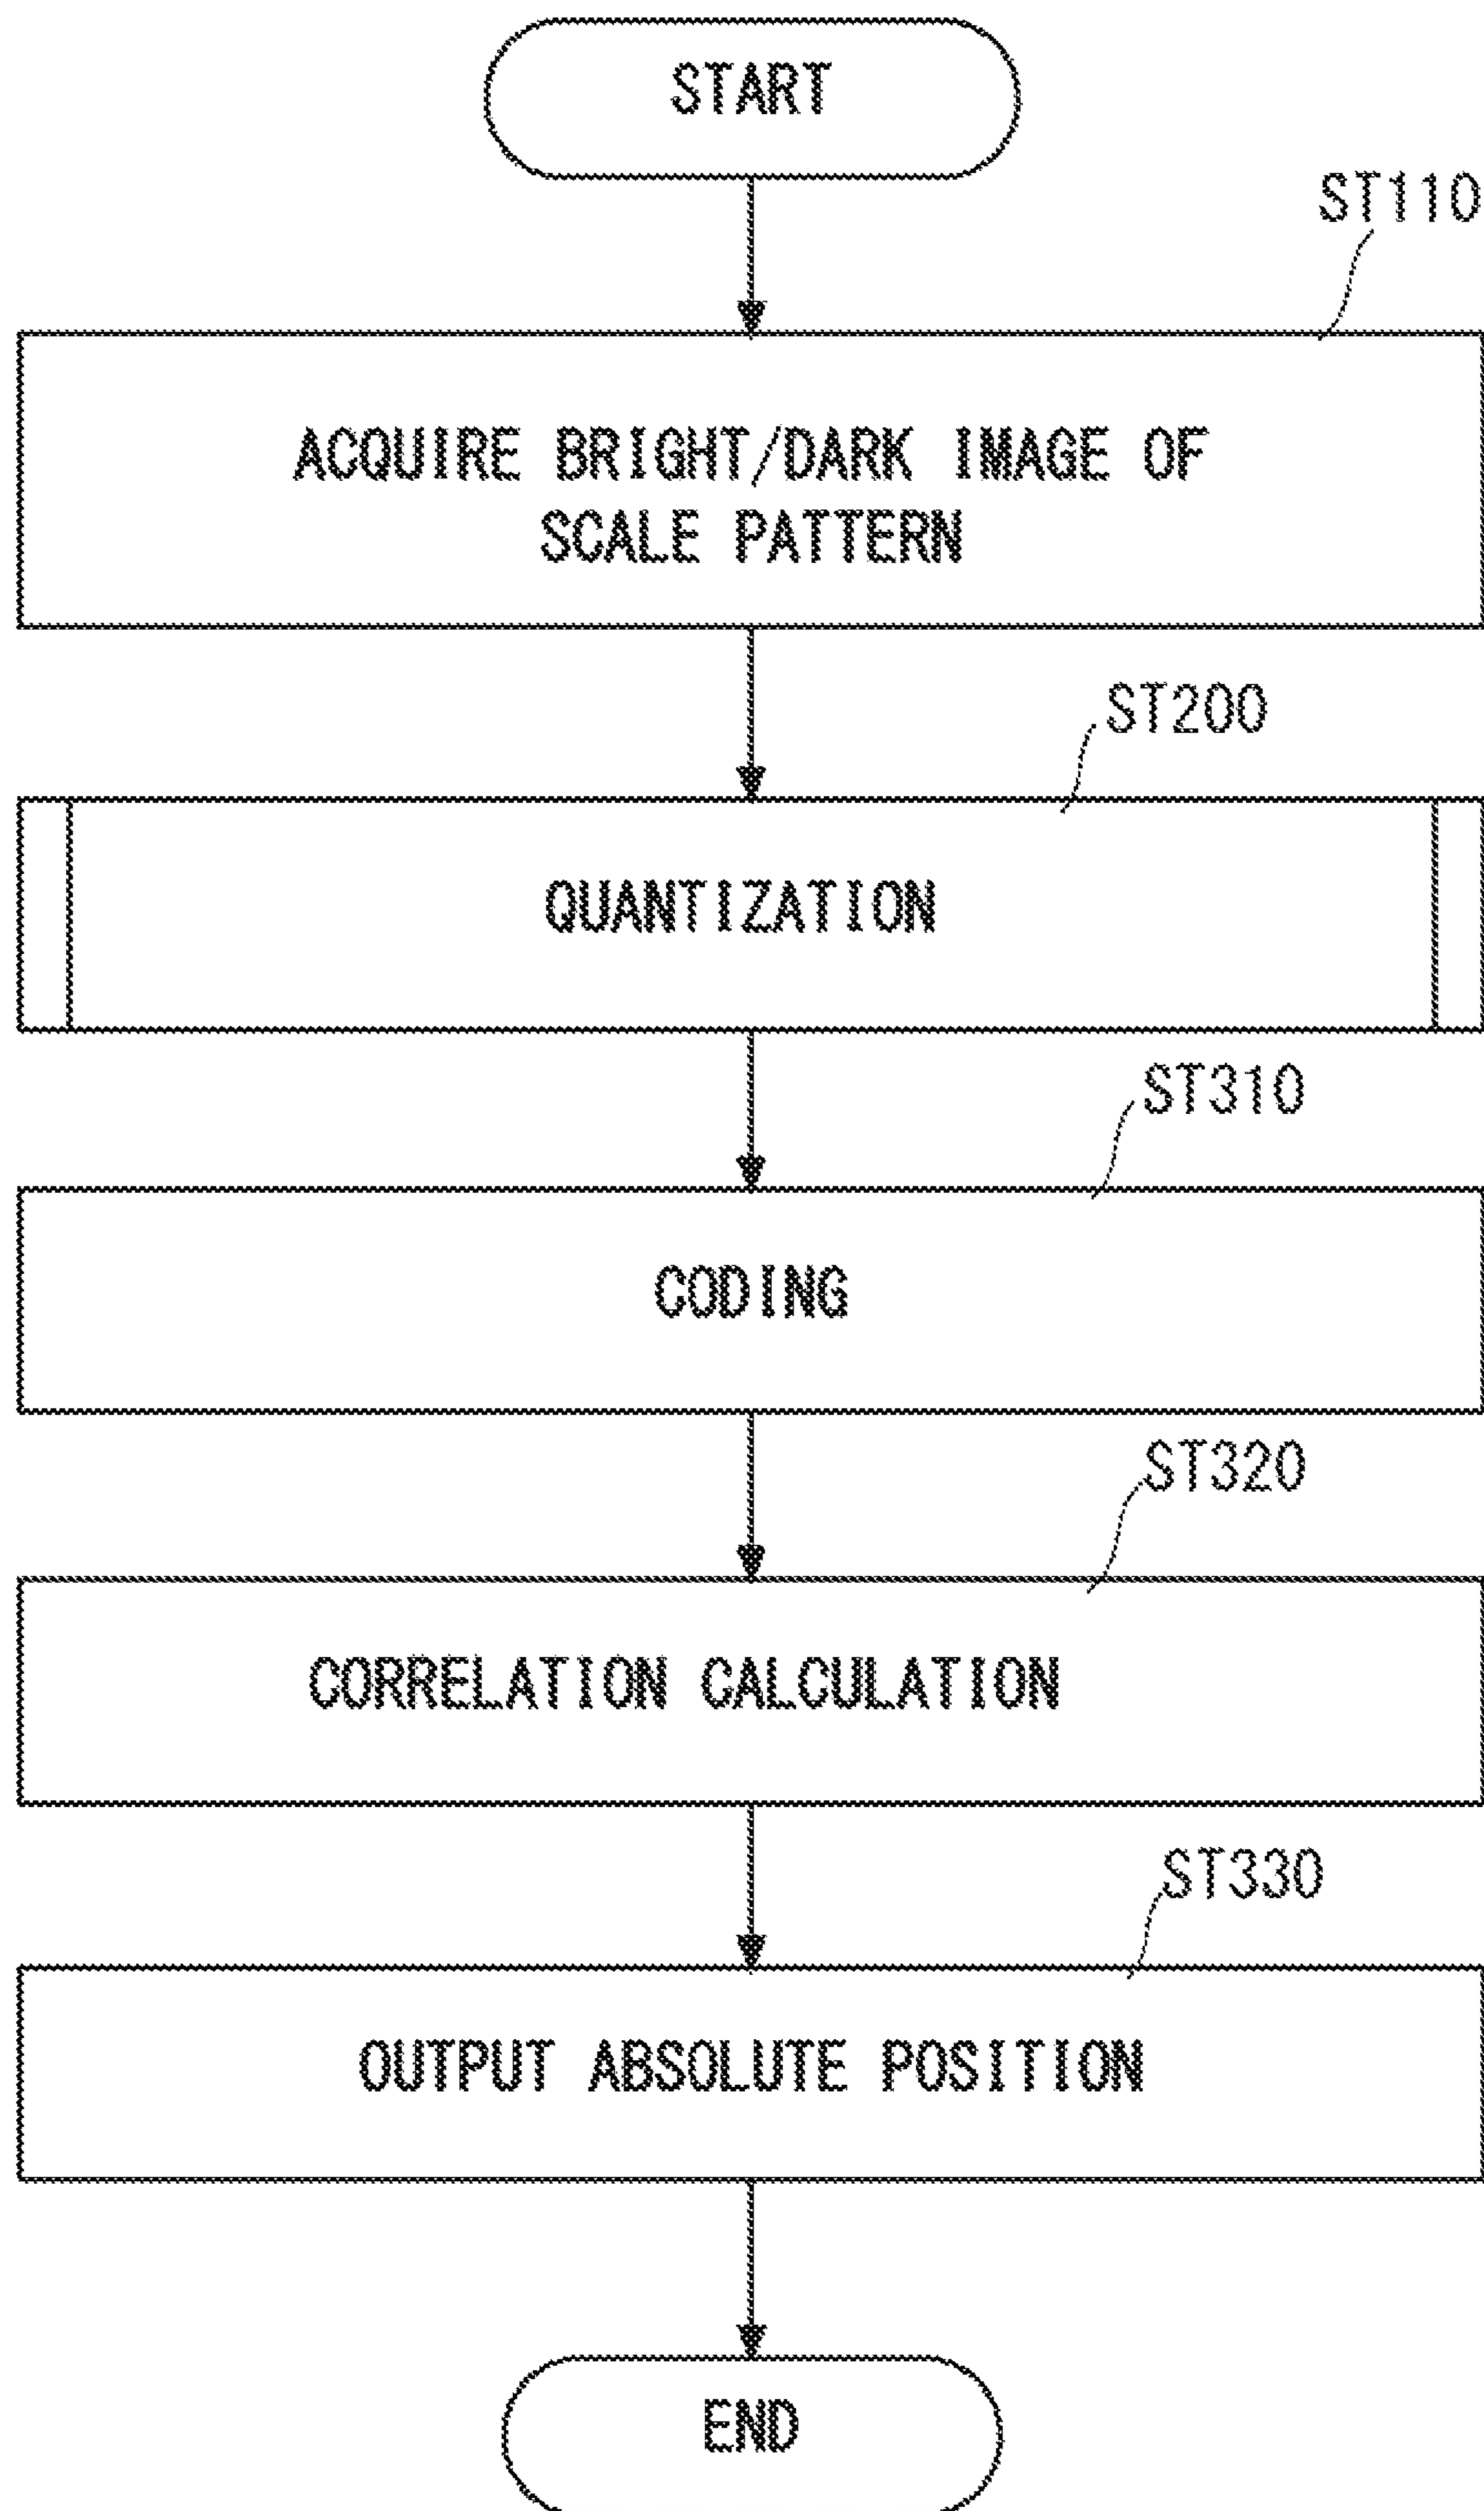 START
ST110
ACQUIRE BRIGHT/DARK IMAGE OF
SCALE PATTERN
ST200
QUANTIZATION
ST310
CODING
ST320
CORRELATION CALCULATION
ST330
OUTPUT ABSOLUTE POSITION
END